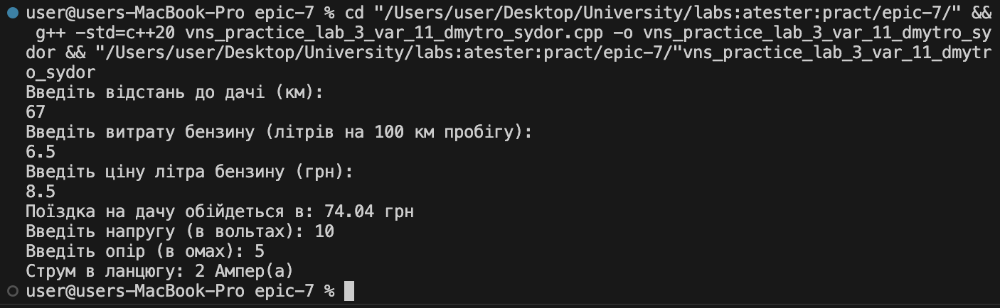 user@users-MacBook-Pro epic-7 % cd "/Users/user/Desktop/University/labs:atester:pract/epic-7/" &&
g++ -std=c++20 vns_practice_lab_3_var_11_dmytro_sydor.cpp -o vns_practice_lab_3_var_11_dmytro_sy
dor && "/Users/user/Desktop/University/labs:atester:pract/epic-7/"vns_practice_lab_3_var_11_dmytr
o_sydor
Введіть відстань до дачі (км):
67
Введіть витрату бензину (літрів на 100 км пробігу):
6.5
Введіть ціну літра бензину (грн):
8.5
Поїздка на дачу обійдеться в: 74.04 грн
Введіть напругу (в вольтах): 10
Введіть опір (в омах): 5
Струм в ланцюгу: 2 Ампер(а)
user@users-MacBook-Pro epic-7 %